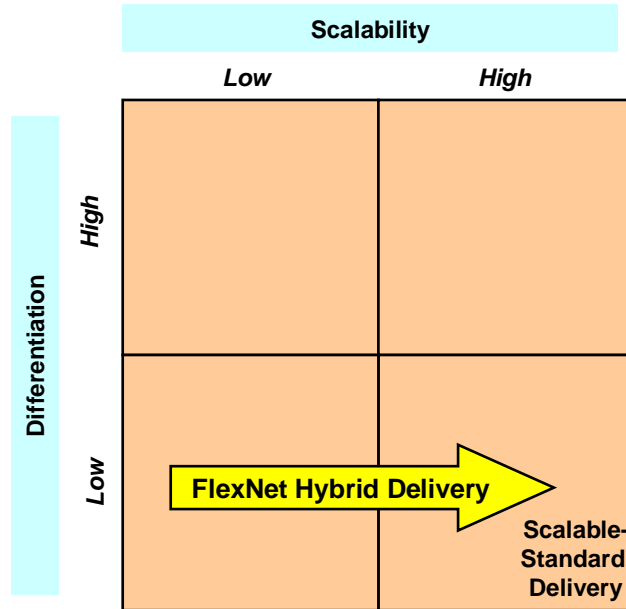 Scalability
Low High
High
Differentiation
Low
FlexNet Hybrid Delivery
Scalable-
Standard
Delivery